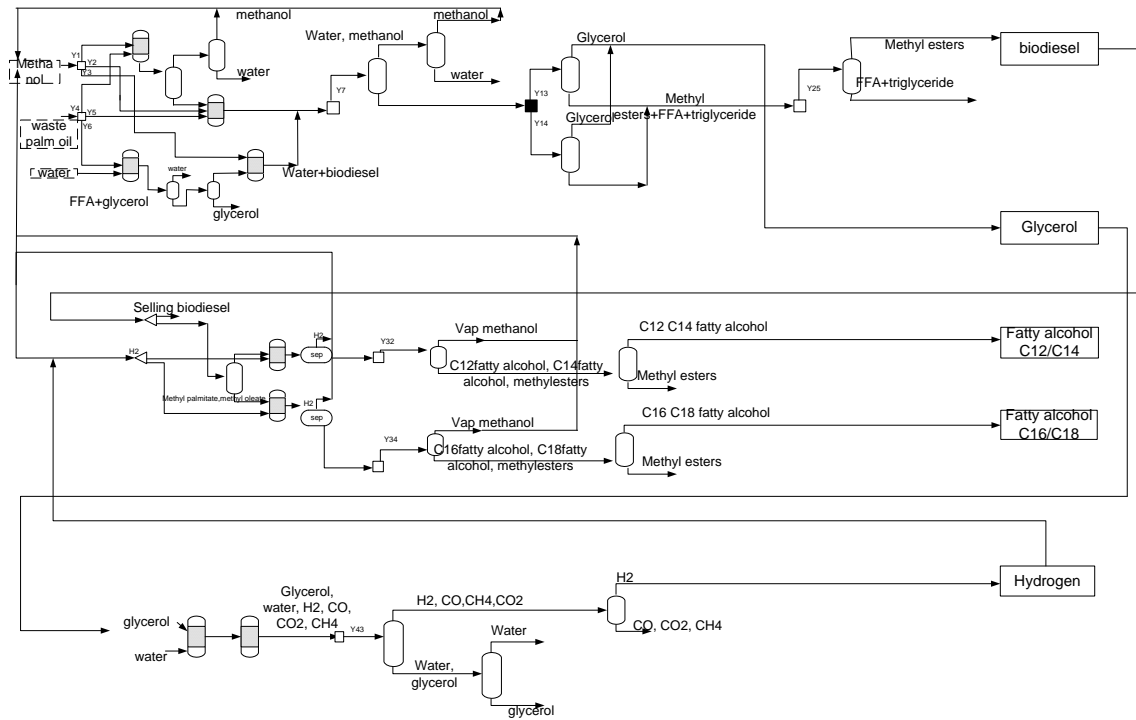 methanol
methanol
Water, methanol
Glycerol
Methyl esters
biodiesel
Y1
Y2
Y3
Metha
nol
water
water
FFA+triglyceride
Y4
Y5
Y6
Y7
Y13
Y14
Y25
Methyl
esters+FFA+triglyceride
Glycerol
waste
palm oil
water
water
Water+biodiesel
FFA+glycerol
glycerol
Glycerol
Selling biodiesel
H2
H2
sep
Y32
Vap methanol
C12 C14 fatty alcohol
Fatty alcohol
C12/C14
C12fatty alcohol, C14fatty
alcohol, methylesters
Methyl esters
Methyl palmitate,methyl oleate
H2
sep
Vap methanol
C16 C18 fatty alcohol
Fatty alcohol
C16/C18
Y34
C16fatty alcohol, C18fatty
alcohol, methylesters
Methyl esters
Hydrogen
H2
Glycerol,
water, H2, CO,
CO2, CH4
H2, CO,CH4,CO2
glycerol
water
Y43
CO, CO2, CH4
Water
Water,
glycerol
glycerol